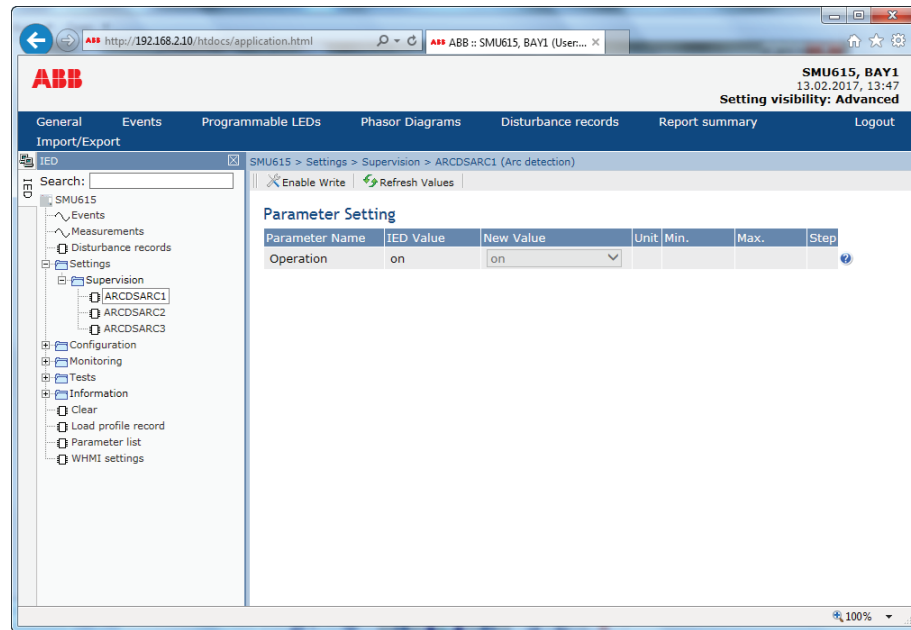 ABB http://192.168.2.10/htdocs/application.html
ABB ABB :: SMU615, BAY1 (User:... ×
ABB
SMU615, BAY1
13.02.2017, 13:47
Setting visibility: Advanced
General Events Programmable LEDs Phasor Diagrams Disturbance records Report summary Logout
Import/Export
IED
IED
SMU615 > Settings > Supervision > ARCDSARC1 (Arc detection)
Search:
Enable Write Refresh Values
SMU615
Events
Measurements
Disturbance records
Settings
Supervision
ARCDSARC1
ARCDSARC2
ARCDSARC3
Configuration
Monitoring
Tests
Information
Clear
Load profile record
Parameter list
WHMI settings
Parameter Setting
Parameter Name IED Value New Value Unit Min. Max. Step
Operation on on ?
100%